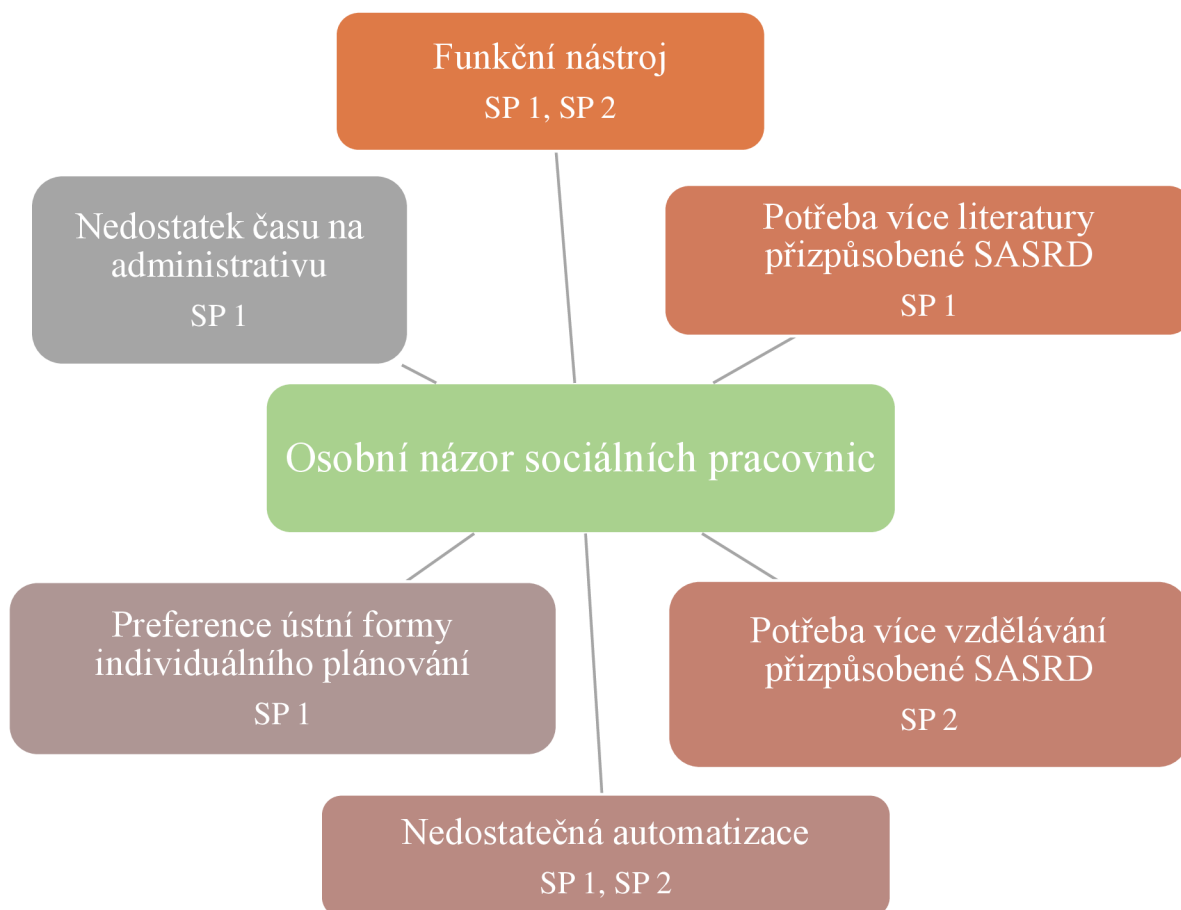 Funkční nástroj
SP 1, SP 2
Nedostatek času na
administrativu
SP 1
Potřeba více literatury
přizpůsobené SASRD
SP 1
Osobní názor sociálních pracovnic
Preference ústní formy
individuálního plánování
SP 1
Potřeba více vzdělávání
přizpůsobené SASRD
SP 2
Nedostatečná automatizace
SP 1, SP 2